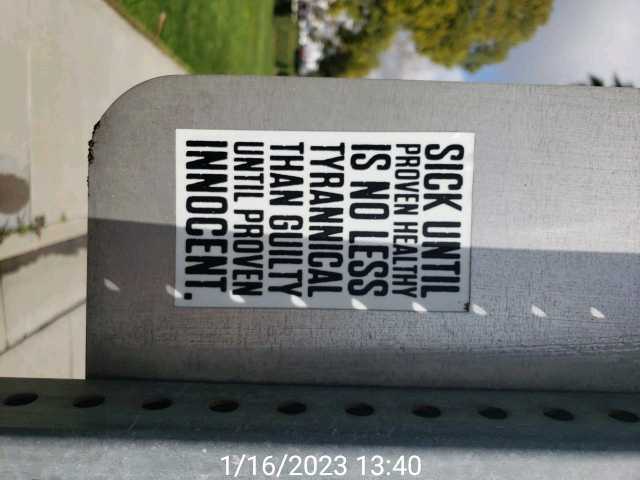 SICK UNTIL
PROVEN HEALTHY
IS NO LESS
TYRANNICAL
THAN GUILTY
UNTIL PROVEN
INNOCENT.
1/16/2023 13:40